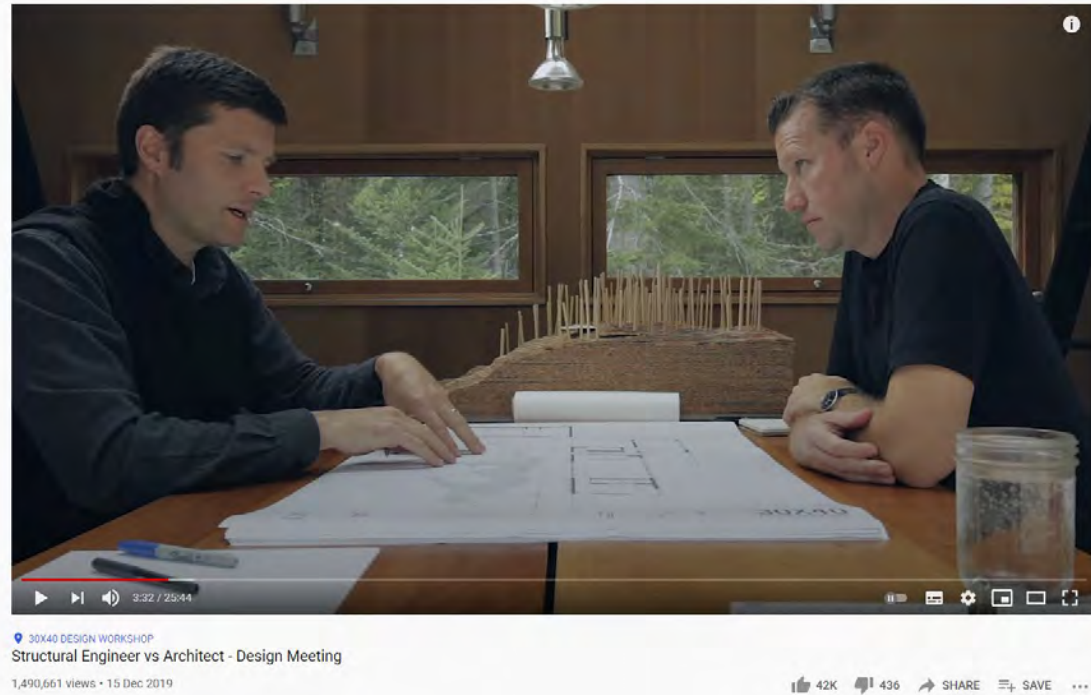 30X40
3:32 / 25:44
30X40 DESIGN WORKSHOP
Structural Engineer vs Architect - Design Meeting
1,490,661 views • 15 Dec 2019
42K 436 SHARE SAVE ...